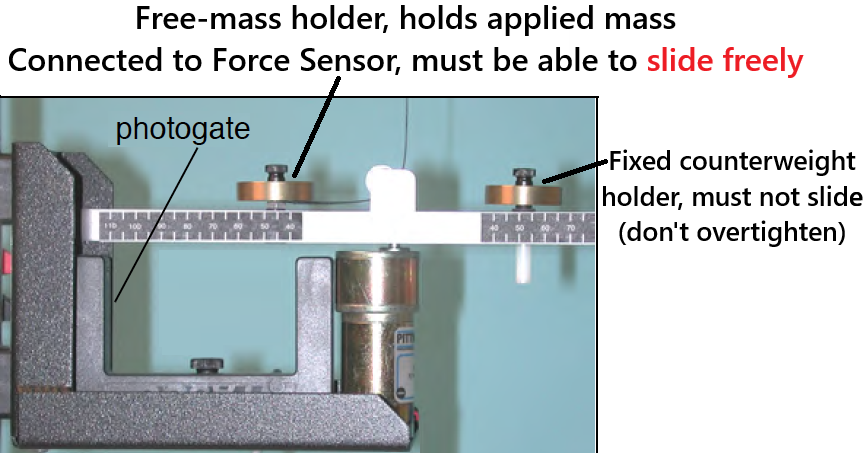 Free-mass holder, holds applied mass
Connected to Force Sensor, must be able to slide freely
photogate
Fixed counterweight
holder, must not slide
(don't overtighten)
110 100 90 80 70 60 50 40
40 50 60 70
PITT